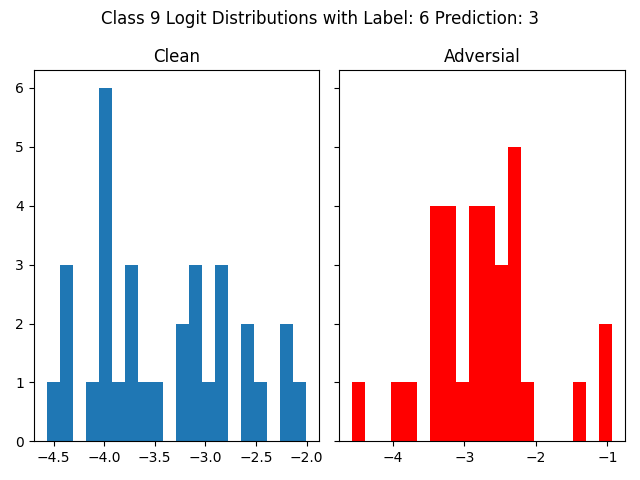 Class 9 Logit Distributions with Label: 6 Prediction: 3
Clean
Adversial
6
5
4
3
2
1
0
−4.5 −4.0 −3.5 −3.0 −2.5 −2.0
−4 −3 −2 −1